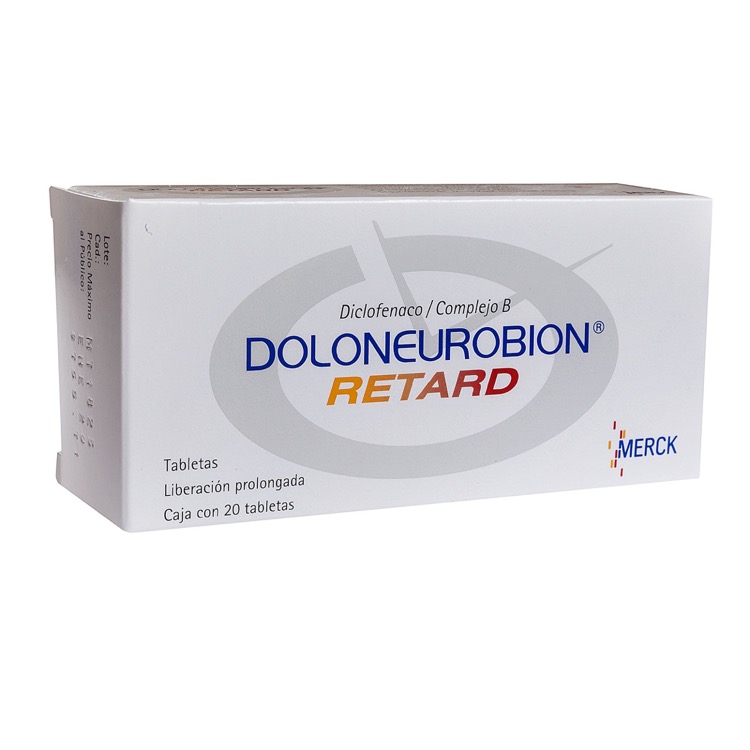 Diclofenaco / Complejo B
DOLONEUROBION®
RETARD
Tabletas
Liberación prolongada
Caja con 20 tabletas
MERCK
Lote:
Cad.:
Precio Máximo
al Público: